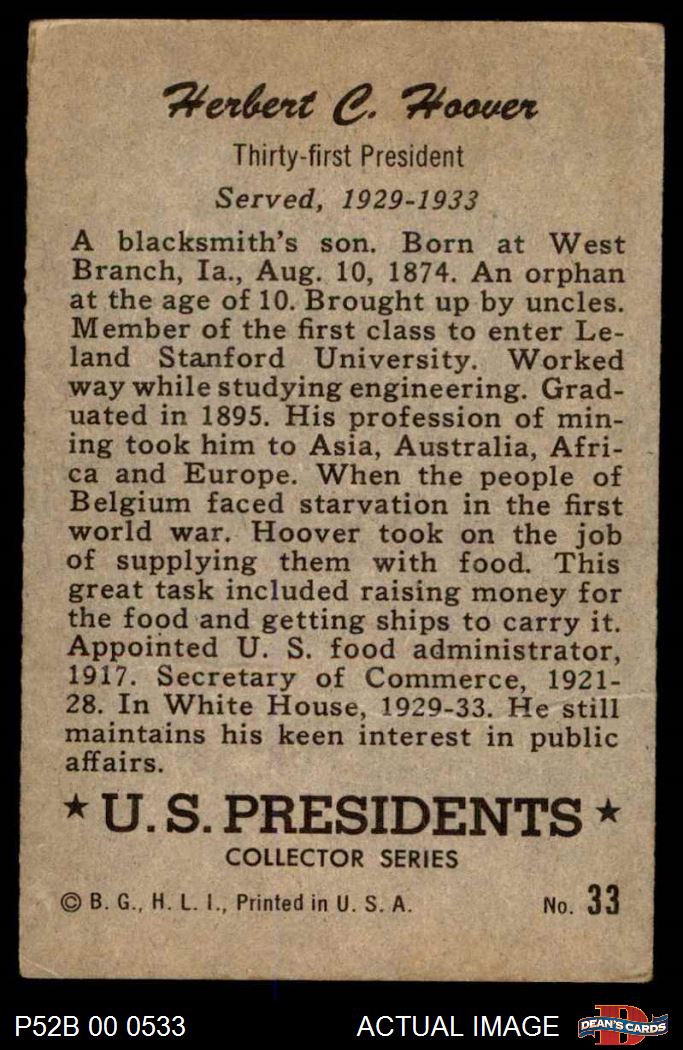 Herbert C. Hoover
Thirty-first President
Served, 1929-1933
A blacksmith's son. Born at West
Branch, Ia., Aug. 10, 1874. An orphan
at the age of 10. Brought up by uncles.
Member of the first class to enter Le-
land Stanford University. Worked
way while studying engineering. Grad-
uated in 1895. His profession of min-
ing took him to Asia, Australia, Afri-
ca and Europe. When the people of
Belgium faced starvation in the first
world war. Hoover took on the job
of supplying them with food. This
great task included raising money for
the food and getting ships to carry it.
Appointed U. S. food administrator,
1917. Secretary of Commerce, 1921-
28. In White House, 1929-33. He still
maintains his keen interest in public
affairs.
★ U.S. PRESIDENTS ★
COLLECTOR SERIES
© B. G., H. L. I., Printed in U. S. A. No. 33
P52B 00 0533 ACTUAL IMAGE D DEAN'S CARDS